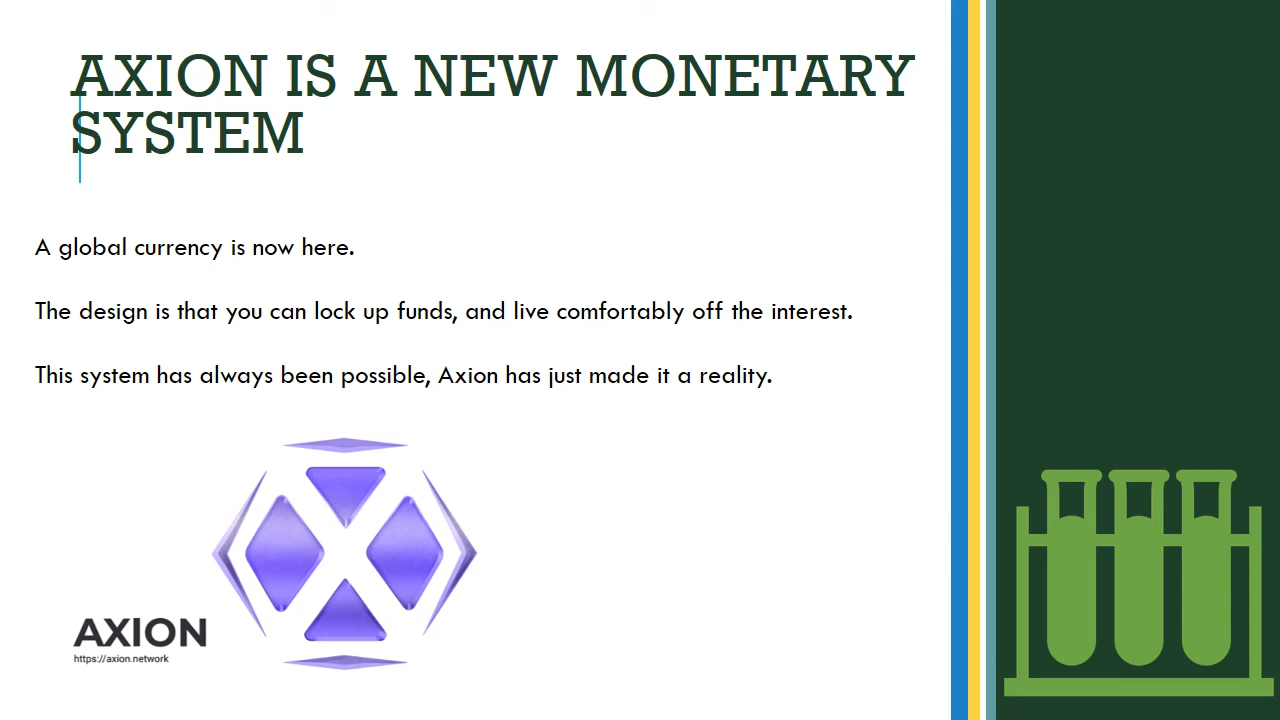 AXION IS A NEW MONETARY
SYSTEM
A global currency is now here.
The design is that you can lock up funds, and live comfortably off the interest.
This system has always been possible, Axion has just made it a reality.
AXION
https://axion.network